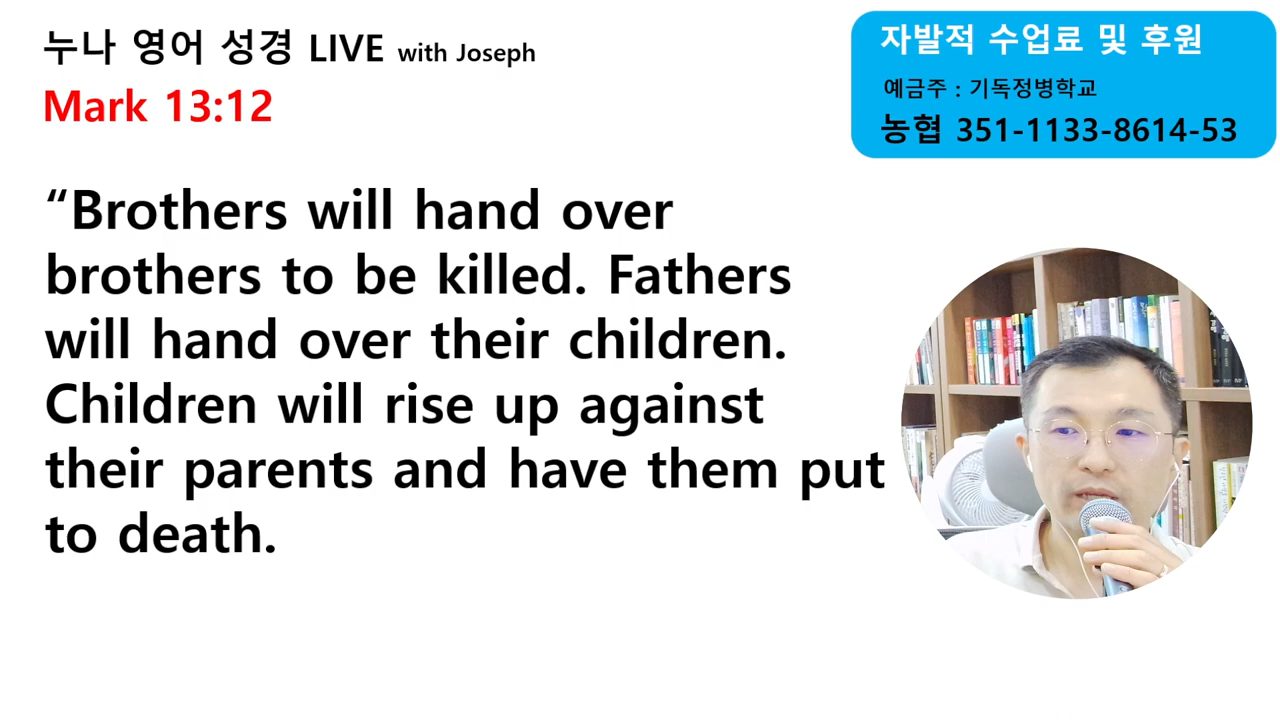 누나 영어 성경 LIVE with Joseph
Mark 13:12
자발적 수업료 및 후원
예금주 : 기독정병학교
농협 351-1133-8614-53
“Brothers will hand over
brothers to be killed. Fathers
will hand over their children.
Children will rise up against
their parents and have them put
to death.